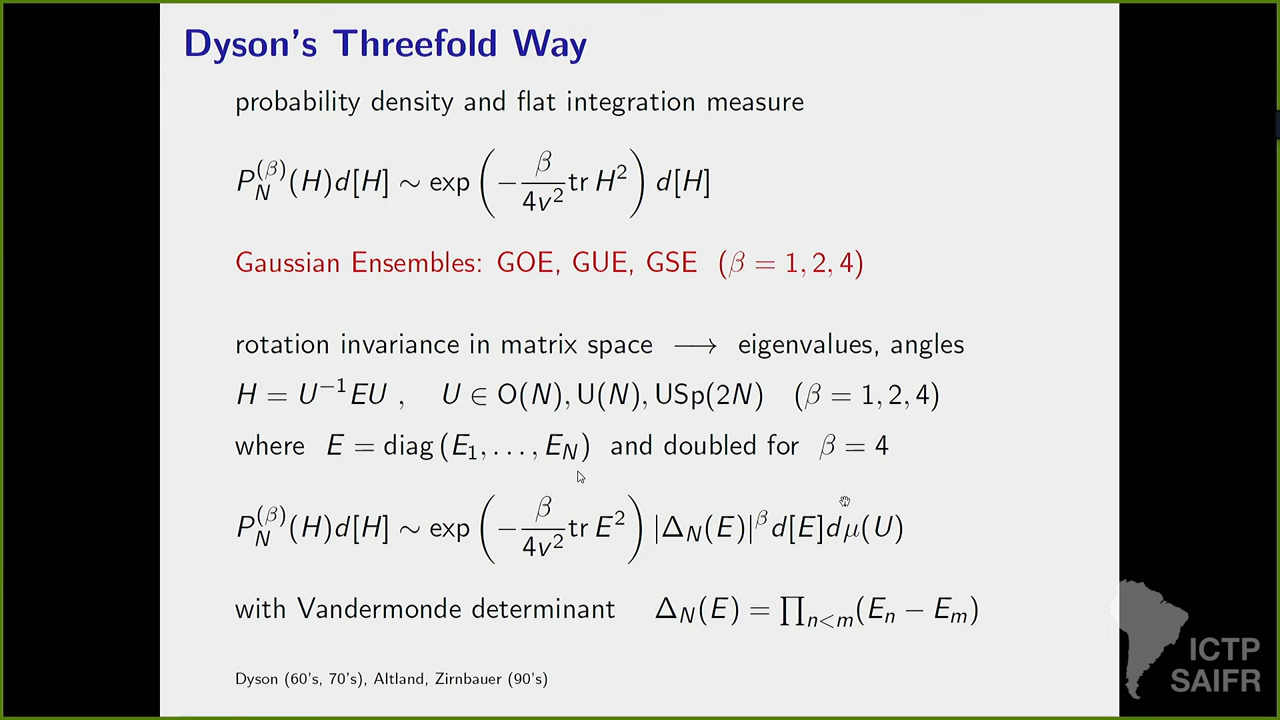 Dyson's Threefold Way
probability density and flat integration measure
P_N^{(β)}(H)d[H] ∼ exp(−β/(4v²) tr H²) d[H]
Gaussian Ensembles: GOE, GUE, GSE (β = 1, 2, 4)
rotation invariance in matrix space ⟶ eigenvalues, angles
H = U⁻¹EU , U ∈ O(N), U(N), USp(2N) (β = 1, 2, 4)
where E = diag (E₁, . . . , E_N) and doubled for β = 4
P_N^{(β)}(H)d[H] ∼ exp(−β/(4v²) tr E²) |Δ_N(E)|^β d[E]dμ(U)
with Vandermonde determinant Δ_N(E) = ∏_{n<m}(E_n − E_m)
Dyson (60's, 70's), Altland, Zirnbauer (90's)
ICTP
SAIFR